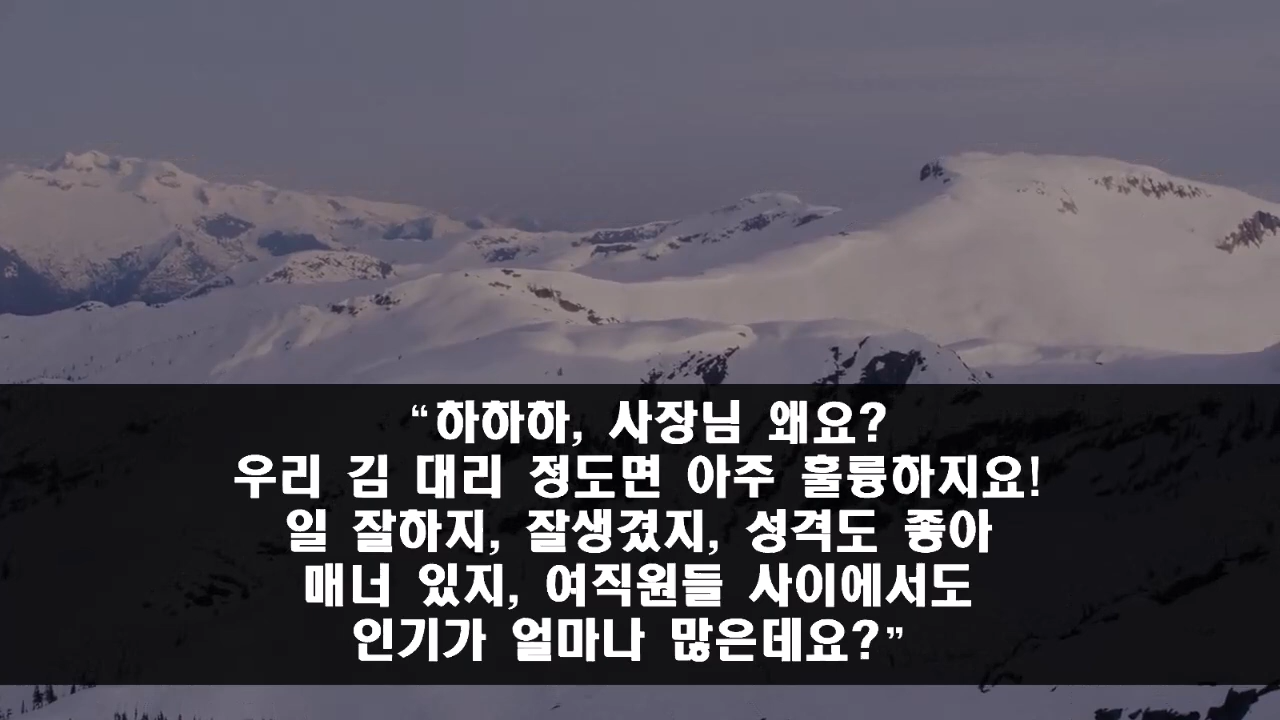 “하하하, 사장님 왜요?
우리 김 대리 정도면 아주 훌륭하지요!
일 잘하지, 잘생겼지, 성격도 좋아
매너 있지, 여직원들 사이에서도
인기가 얼마나 많은데요?”